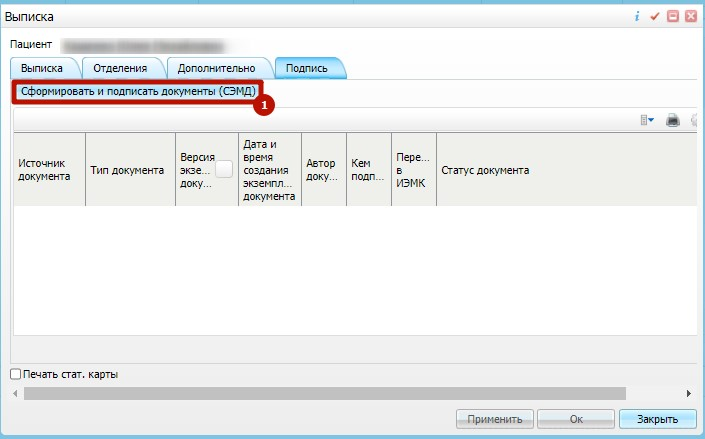 Выписка
Пациент
Выписка Отделения Дополнительно Подпись
Сформировать и подписать документы (СЭМД)
1
Источник документа
Тип документа
Версия экзе... доку...
Дата и время создания экземпл... документа
Автор доку...
Кем подп...
Пере... в ИЭМК
Статус документа
Печать стат. карты
Применить Ок Закрыть